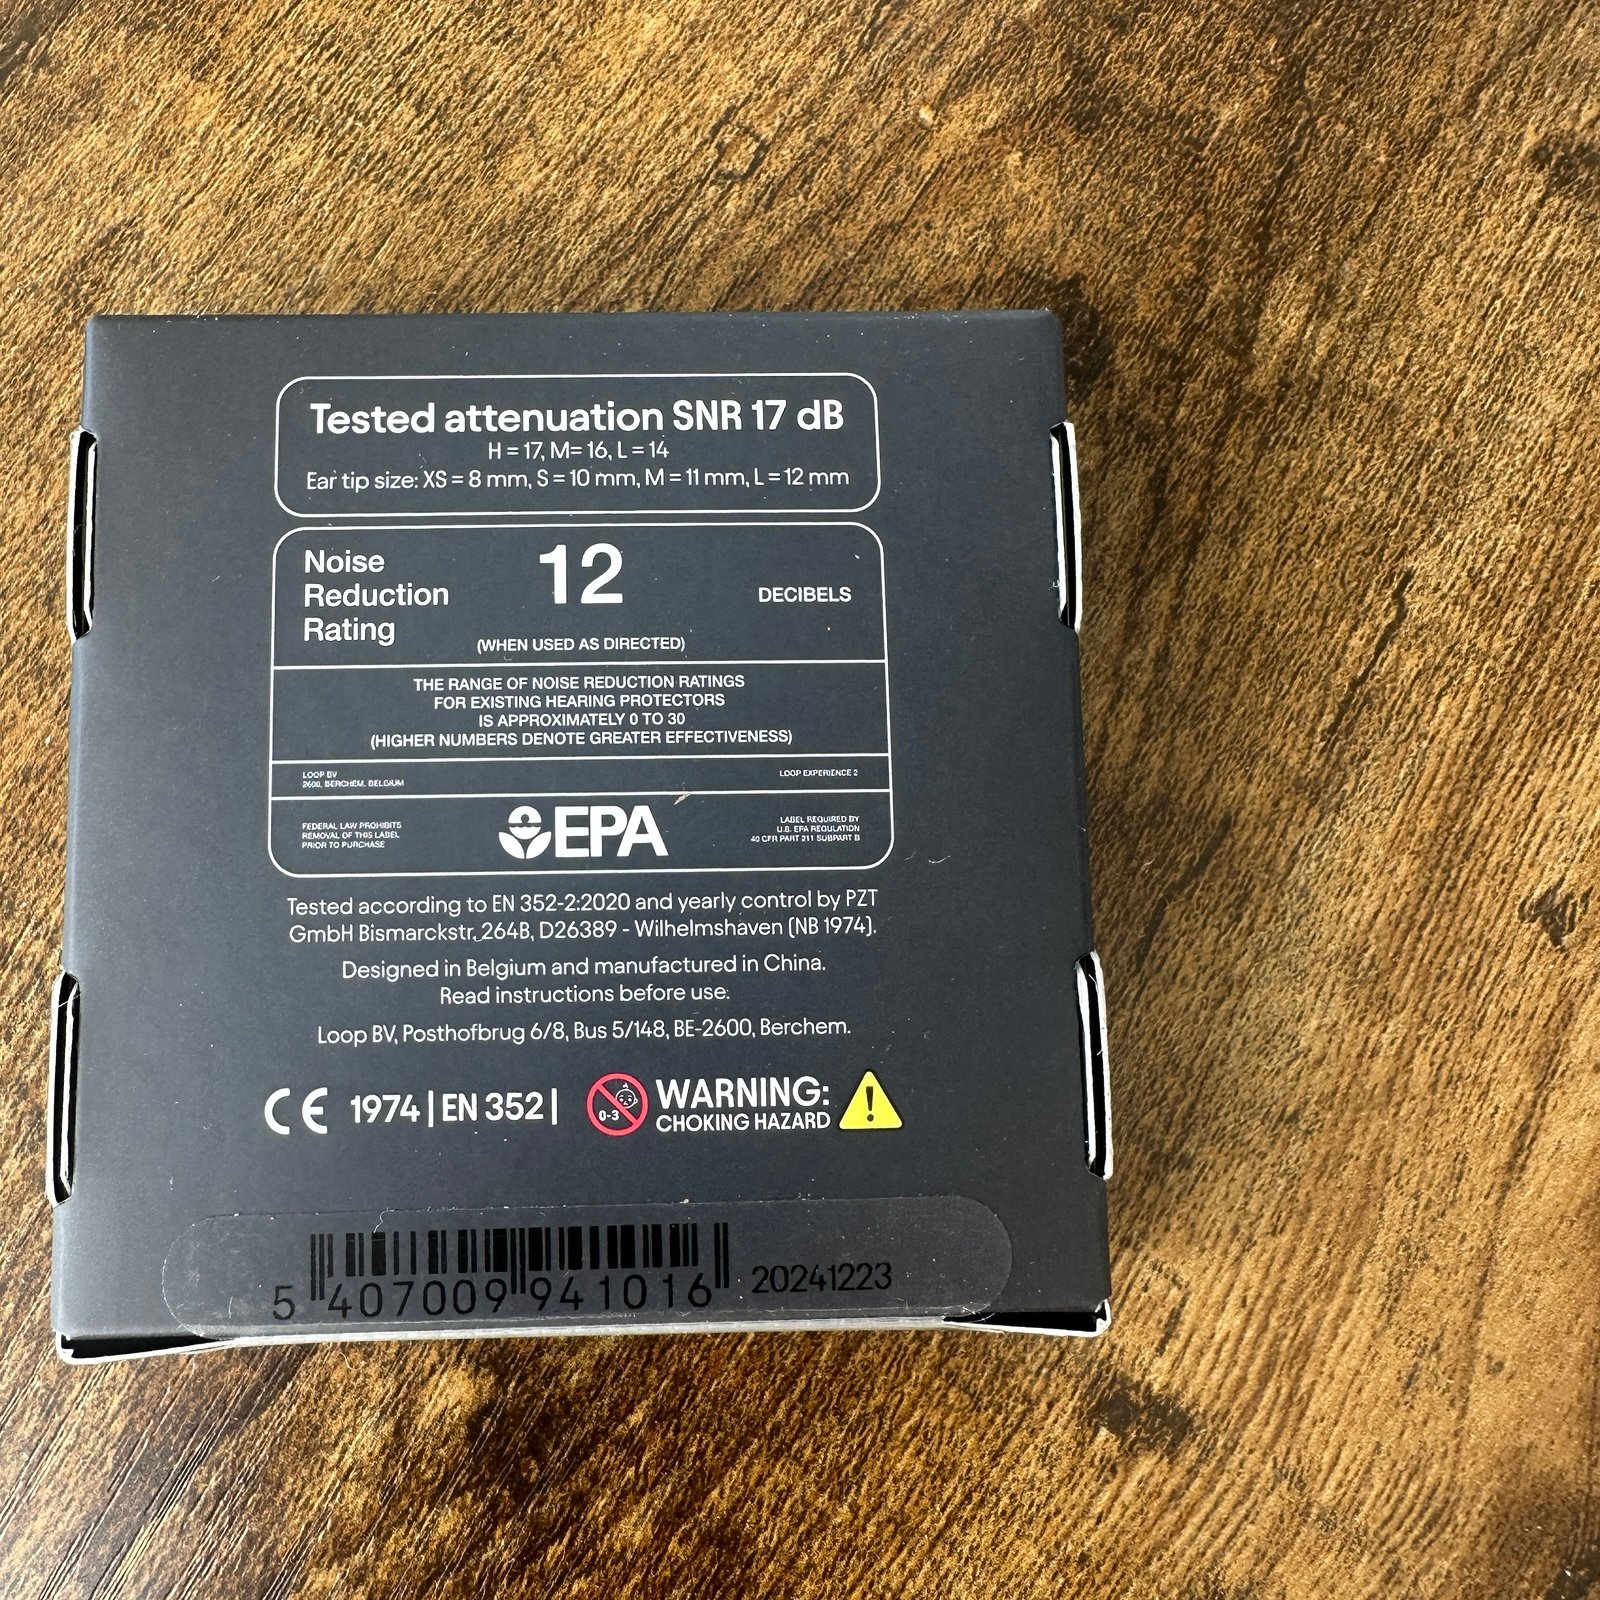 Tested attenuation SNR 17 dB
H = 17, M= 16, L = 14
Ear tip size: XS = 8 mm, S = 10 mm, M = 11 mm, L = 12 mm
Noise
Reduction
Rating
12
DECIBELS
(WHEN USED AS DIRECTED)
THE RANGE OF NOISE REDUCTION RATINGS
FOR EXISTING HEARING PROTECTORS
IS APPROXIMATELY 0 TO 30
(HIGHER NUMBERS DENOTE GREATER EFFECTIVENESS)
LOOP BV
2600, BERCHEM, BELGIUM
LOOP EXPERIENCE 2
FEDERAL LAW PROHIBITS
REMOVAL OF THIS LABEL
PRIOR TO PURCHASE
EPA
LABEL REQUIRED BY
U.S. EPA REGULATION
40 CFR PART 211 SUBPART B
Tested according to EN 352-2:2020 and yearly control by PZT
GmbH Bismarckstr. 264B, D26389 - Wilhelmshaven (NB 1974).
Designed in Belgium and manufactured in China.
Read instructions before use.
Loop BV, Posthofbrug 6/8, Bus 5/148, BE-2600, Berchem.
CE 1974 | EN 352 |
0-3
WARNING:
CHOKING HAZARD
5 407009 941016
20241223